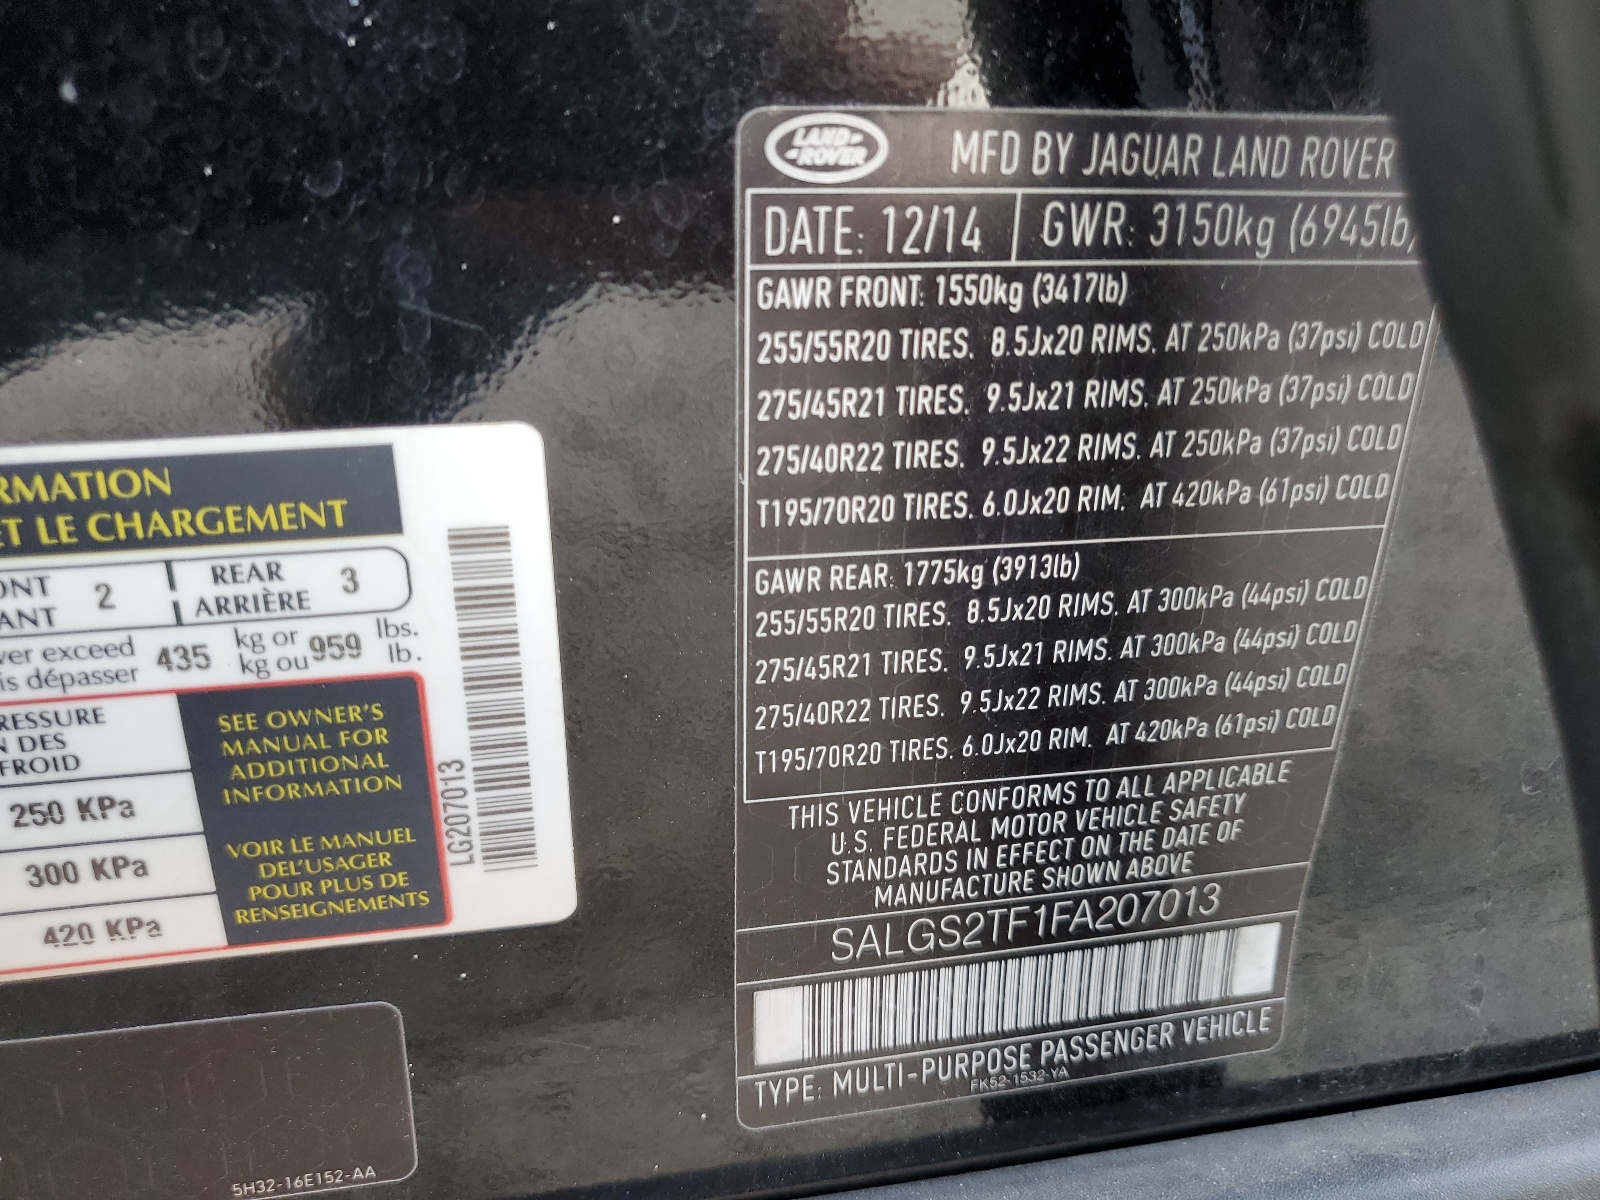 RMATION
ET LE CHARGEMENT
ONT 2 REAR 3
ANT ARRIÈRE
ver exceed 435 kg or 959 lbs.
is dépasser kg ou lb.
RESSURE
N DES
FROID
250 KPa
300 KPa
420 KPa
SEE OWNER'S
MANUAL FOR
ADDITIONAL
INFORMATION
VOIR LE MANUEL
DEL'USAGER
POUR PLUS DE
RENSEIGNEMENTS
LG207013
5H32-16E152-AA
LAND-
-ROVER
MFD BY JAGUAR LAND ROVER
DATE: 12/14 GWR: 3150kg (6945lb)
GAWR FRONT: 1550kg (3417lb)
255/55R20 TIRES. 8.5Jx20 RIMS. AT 250kPa (37psi) COLD
275/45R21 TIRES. 9.5Jx21 RIMS. AT 250kPa (37psi) COLD
275/40R22 TIRES. 9.5Jx22 RIMS. AT 250kPa (37psi) COLD
T195/70R20 TIRES. 6.0Jx20 RIM. AT 420kPa (61psi) COLD
GAWR REAR: 1775kg (3913lb)
255/55R20 TIRES. 8.5Jx20 RIMS. AT 300kPa (44psi) COLD
275/45R21 TIRES. 9.5Jx21 RIMS. AT 300kPa (44psi) COLD
275/40R22 TIRES. 9.5Jx22 RIMS. AT 300kPa (44psi) COLD
T195/70R20 TIRES. 6.0Jx20 RIM. AT 420kPa (61psi) COLD
THIS VEHICLE CONFORMS TO ALL APPLICABLE
U.S. FEDERAL MOTOR VEHICLE SAFETY
STANDARDS IN EFFECT ON THE DATE OF
MANUFACTURE SHOWN ABOVE
SALGS2TF1FA207013
TYPE: MULTI-PURPOSE PASSENGER VEHICLE
FK52-1532-YA